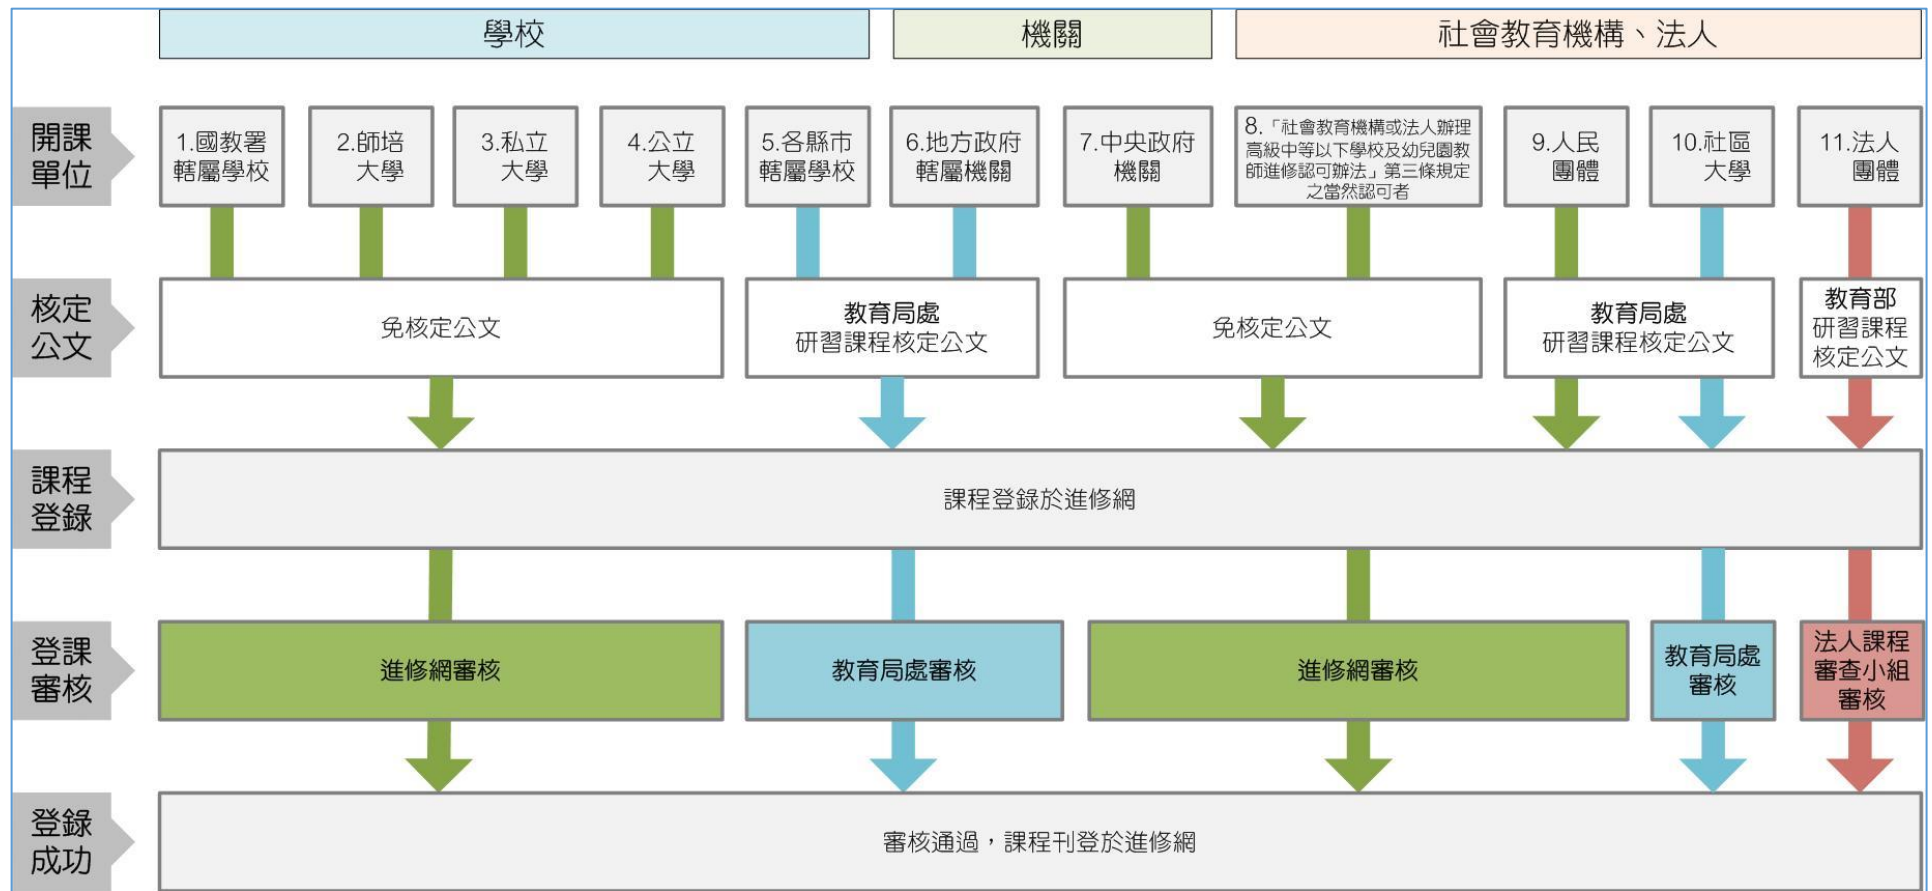 學校
機關
社會教育機構、法人
開課
單位
1.國教署
轄屬學校
2.師培
大學
3.私立
大學
4.公立
大學
5.各縣市
轄屬學校
6.地方政府
轄屬機關
7.中央政府
機關
8.「社會教育機構或法人辦理
高級中等以下學校及幼兒園教
師進修認可辦法」第三條規定
之當然認可者
9.人民
團體
10.社區
大學
11.法人
團體
核定
公文
免核定公文
教育局處
研習課程核定公文
免核定公文
教育局處
研習課程核定公文
教育部
研習課程
核定公文
課程
登錄
課程登錄於進修網
登課
審核
進修網審核
教育局處審核
進修網審核
教育局處
審核
法人課程
審查小組
審核
登錄
成功
審核通過，課程刊登於進修網